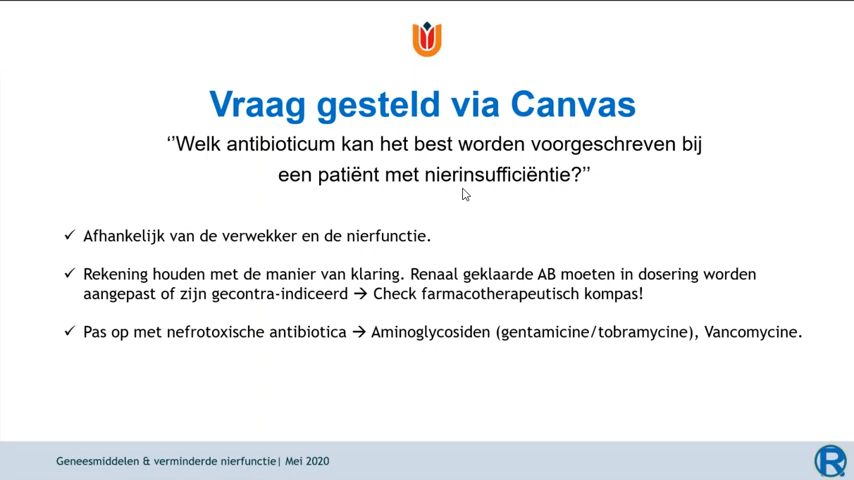 Vraag gesteld via Canvas
‘’Welk antibioticum kan het best worden voorgeschreven bij
een patiënt met nierinsufficiëntie?’’
✓ Afhankelijk van de verwekker en de nierfunctie.
✓ Rekening houden met de manier van klaring. Renaal geklaarde AB moeten in dosering worden
aangepast of zijn gecontra-indiceerd → Check farmacotherapeutisch kompas!
✓ Pas op met nefrotoxische antibiotica → Aminoglycosiden (gentamicine/tobramycine), Vancomycine.
Geneesmiddelen & verminderde nierfunctie| Mei 2020
R